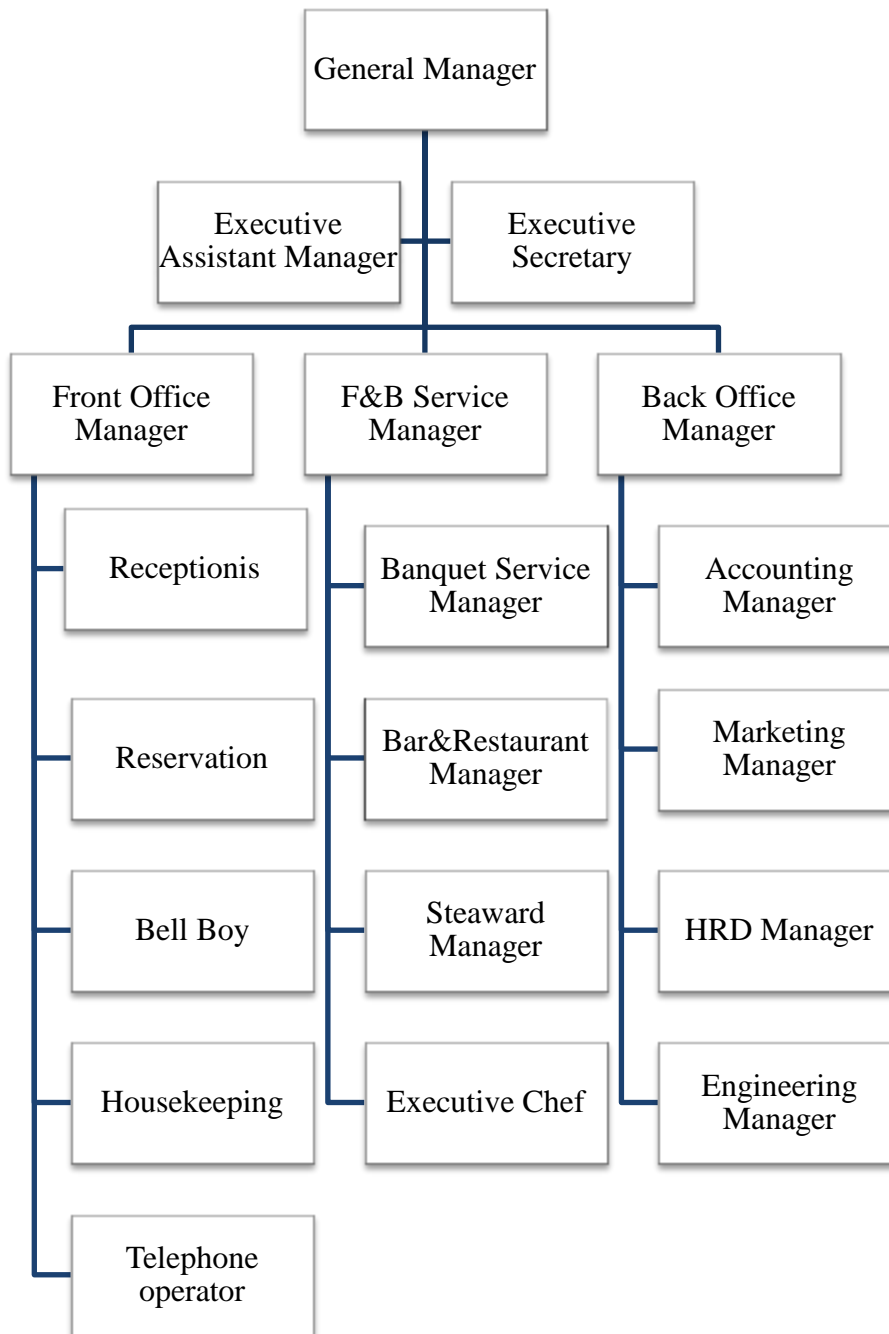 General Manager
Executive
Assistant Manager
Executive
Secretary
Front Office
Manager
F&B Service
Manager
Back Office
Manager
Receptionis
Banquet Service
Manager
Accounting
Manager
Reservation
Bar&Restaurant
Manager
Marketing
Manager
Bell Boy
Steaward
Manager
HRD Manager
Housekeeping
Executive Chef
Engineering
Manager
Telephone
operator